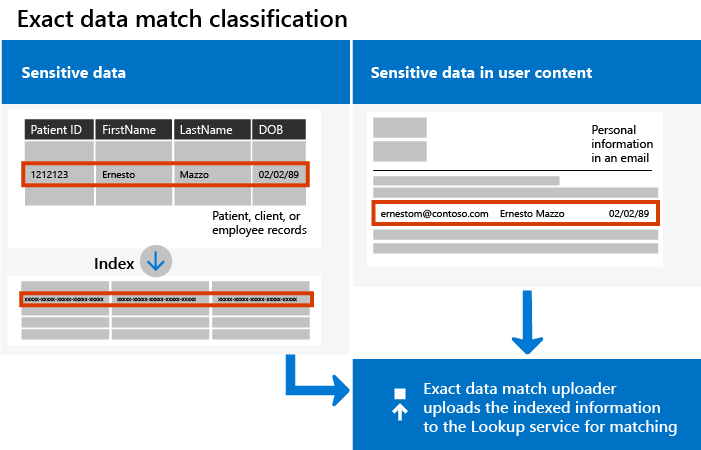 Exact data match classification
Sensitive data
Patient ID FirstName LastName DOB
1212123 Ernesto Mazzo 02/02/89
Patient, client, or
employee records
Index
xxxxx-xxxxx-xxxxx-xxxxx-xxxxx xxxxx-xxxxx-xxxxx-xxxxx-xxxxx xxxxx-xxxxx-xxxxx-xxxxx-xxxxx
Sensitive data in user content
Personal
information
in an email
ernestom@contoso.com Ernesto Mazzo 02/02/89
Exact data match uploader
uploads the indexed information
to the Lookup service for matching